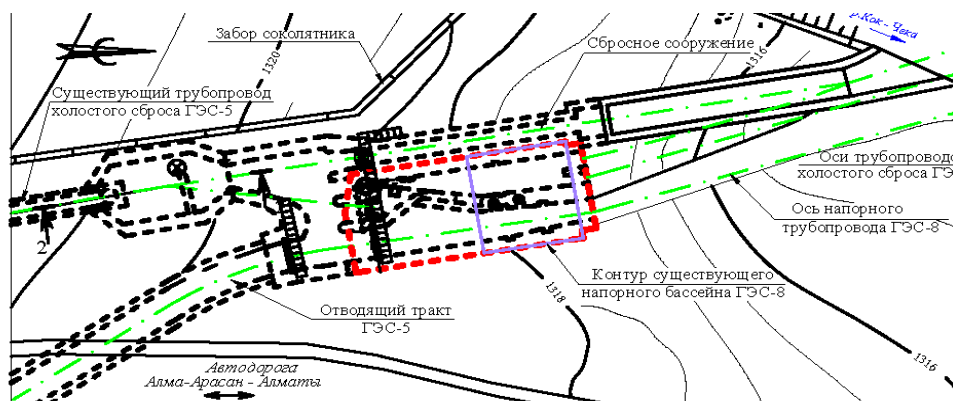 р.Кок - Чека
Забор соколятника
Сбросное сооружение
1320
1316
Существующий трубопровод
холостого сброса ГЭС-5
Оси трубопроводо
холостого сброса ГЭ
Ось напорного
трубопровода ГЭС-8
2
Контур существующего
напорного бассейна ГЭС-8
1318
Отводящий тракт
ГЭС-5
1316
Автодорога
Алма-Арасан - Алматы